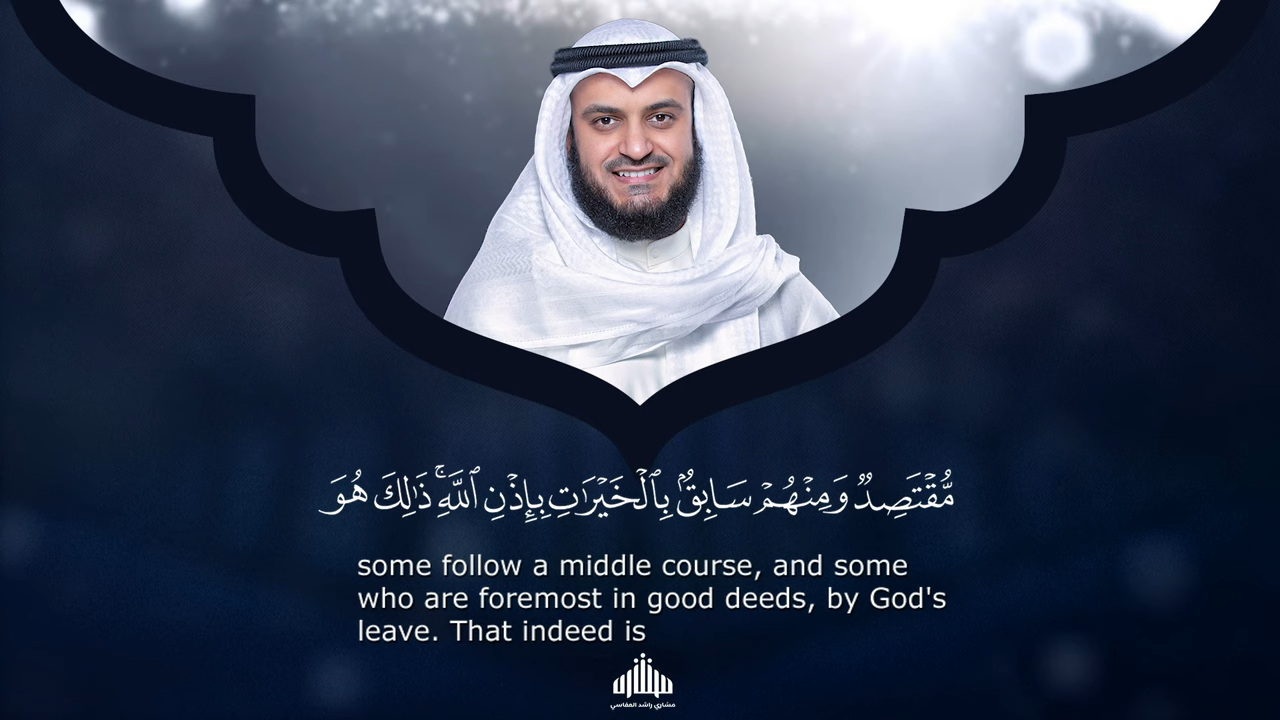 مُّقْتَصِدٌ وَمِنْهُمْ سَابِقٌۢ بِٱلْخَيْرَٰتِ بِإِذْنِ ٱللَّهِ ۚ ذَٰلِكَ هُوَ
some follow a middle course, and some
who are foremost in good deeds, by God's
leave. That indeed is
مشاري راشد العفاسي